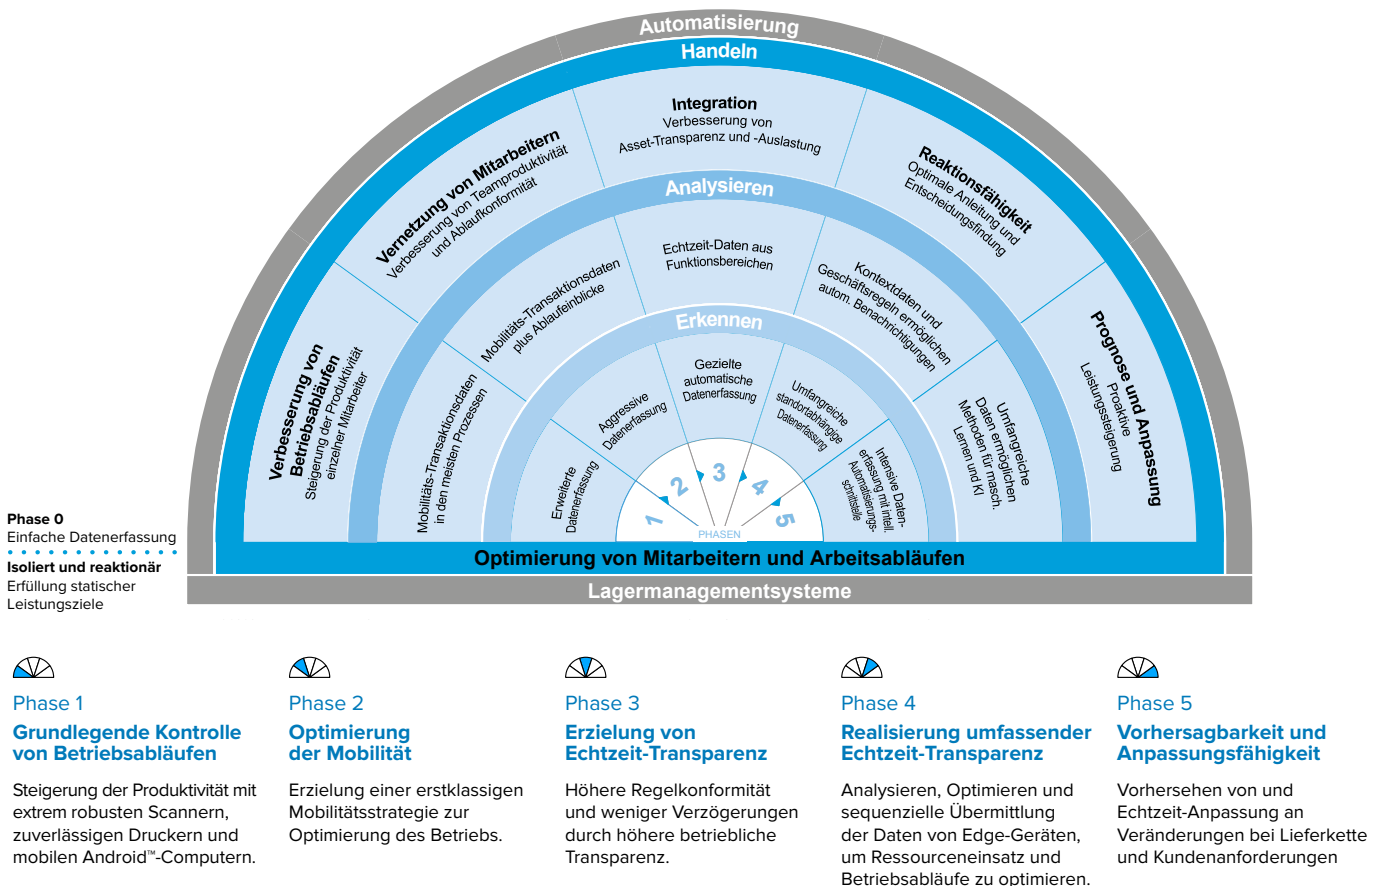 Automatisierung
Handeln
Verbesserung von
Betriebsabläufen
Steigerung der Produktivität
einzelner Mitarbeiter
Vernetzung von Mitarbeitern
Verbesserung von Teamproduktivität
und Ablaufkonformität
Integration
Verbesserung von
Asset-Transparenz und -Auslastung
Reaktionsfähigkeit
Optimale Anleitung und
Entscheidungsfindung
Prognose und Anpassung
Proaktive
Leistungssteigerung
Analysieren
Mobilitäts-Transaktionsdaten
in den meisten Prozessen
Mobilitäts-Transaktionsdaten
plus Ablaufeinblicke
Echtzeit-Daten aus
Funktionsbereichen
Kontextdaten und
Geschäftsregeln ermöglichen
autom. Benachrichtigungen
Umfangreiche
Daten ermöglichen
Methoden für masch.
Lernen und KI
Erkennen
Erweiterte
Datenerfassung
Aggressive
Datenerfassung
Gezielte
automatische
Datenerfassung
Umfangreiche
standortabhängige
Datenerfassung
Intensive Daten-
erfassung mit intell.
Automatisierungs-
schnittstelle
1
2
3
4
5
PHASEN
Optimierung von Mitarbeitern und Arbeitsabläufen
Lagermanagementsysteme
Phase 0
Einfache Datenerfassung
Isoliert und reaktionär
Erfüllung statischer
Leistungsziele
Phase 1
Grundlegende Kontrolle
von Betriebsabläufen
Steigerung der Produktivität mit
extrem robusten Scannern,
zuverlässigen Druckern und
mobilen Android™-Computern.
Phase 2
Optimierung
der Mobilität
Erzielung einer erstklassigen
Mobilitätsstrategie zur
Optimierung des Betriebs.
Phase 3
Erzielung von
Echtzeit-Transparenz
Höhere Regelkonformität
und weniger Verzögerungen
durch höhere betriebliche
Transparenz.
Phase 4
Realisierung umfassender
Echtzeit-Transparenz
Analysieren, Optimieren und
sequenzielle Übermittlung
der Daten von Edge-Geräten,
um Ressourceneinsatz und
Betriebsabläufe zu optimieren.
Phase 5
Vorhersagbarkeit und
Anpassungsfähigkeit
Vorhersehen von und
Echtzeit-Anpassung an
Veränderungen bei Lieferkette
und Kundenanforderungen